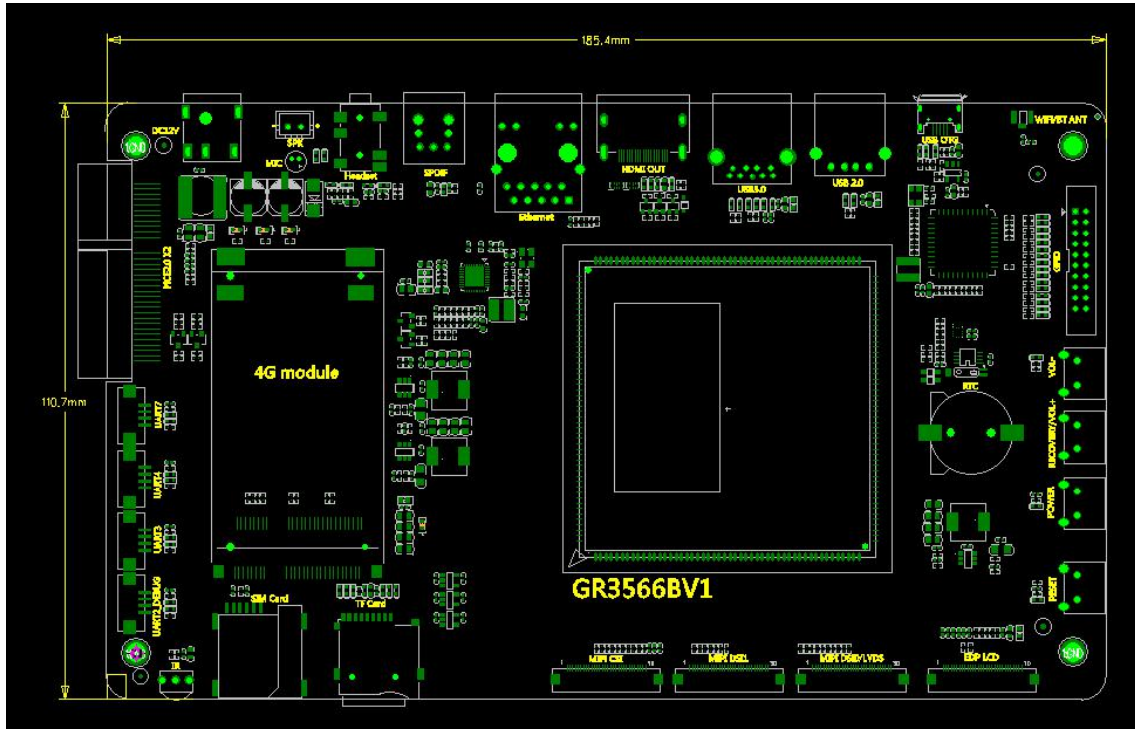 185.4mm
110.7mm
DC12V
SPK
MIC
Headset
SPDIF
Ethernet
HDMI OUT
USB3.0
USB 2.0
USB OTG
WIFI/BT ANT
GND
PCIE2.0 X2
4G module
GPIO
VOL-
RTC
RECOVERY/VOL+
POWER
RESET
UART7
UART4
UART3
UART2_DEBUG
SIM Card
TF Card
GR3566BV1
IR
MIPI CSI
MIPI DSI1
MIPI DSI0/LVDS
EDP LCD
GND